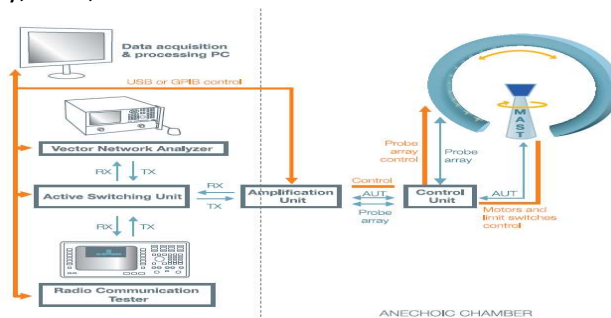 Data acquisition
& processing PC
USB or GPIB control
Vector Network Analyzer
RX
TX
Active Switching Unit
RX
TX
RX
TX
Radio Communication
Tester
Amplification
Unit
Control
AUT
Probe
array
Control
Unit
Probe
array
control
Probe
array
MAST
AUT
Motors and
limit switches
control
ANECHOIC CHAMBER